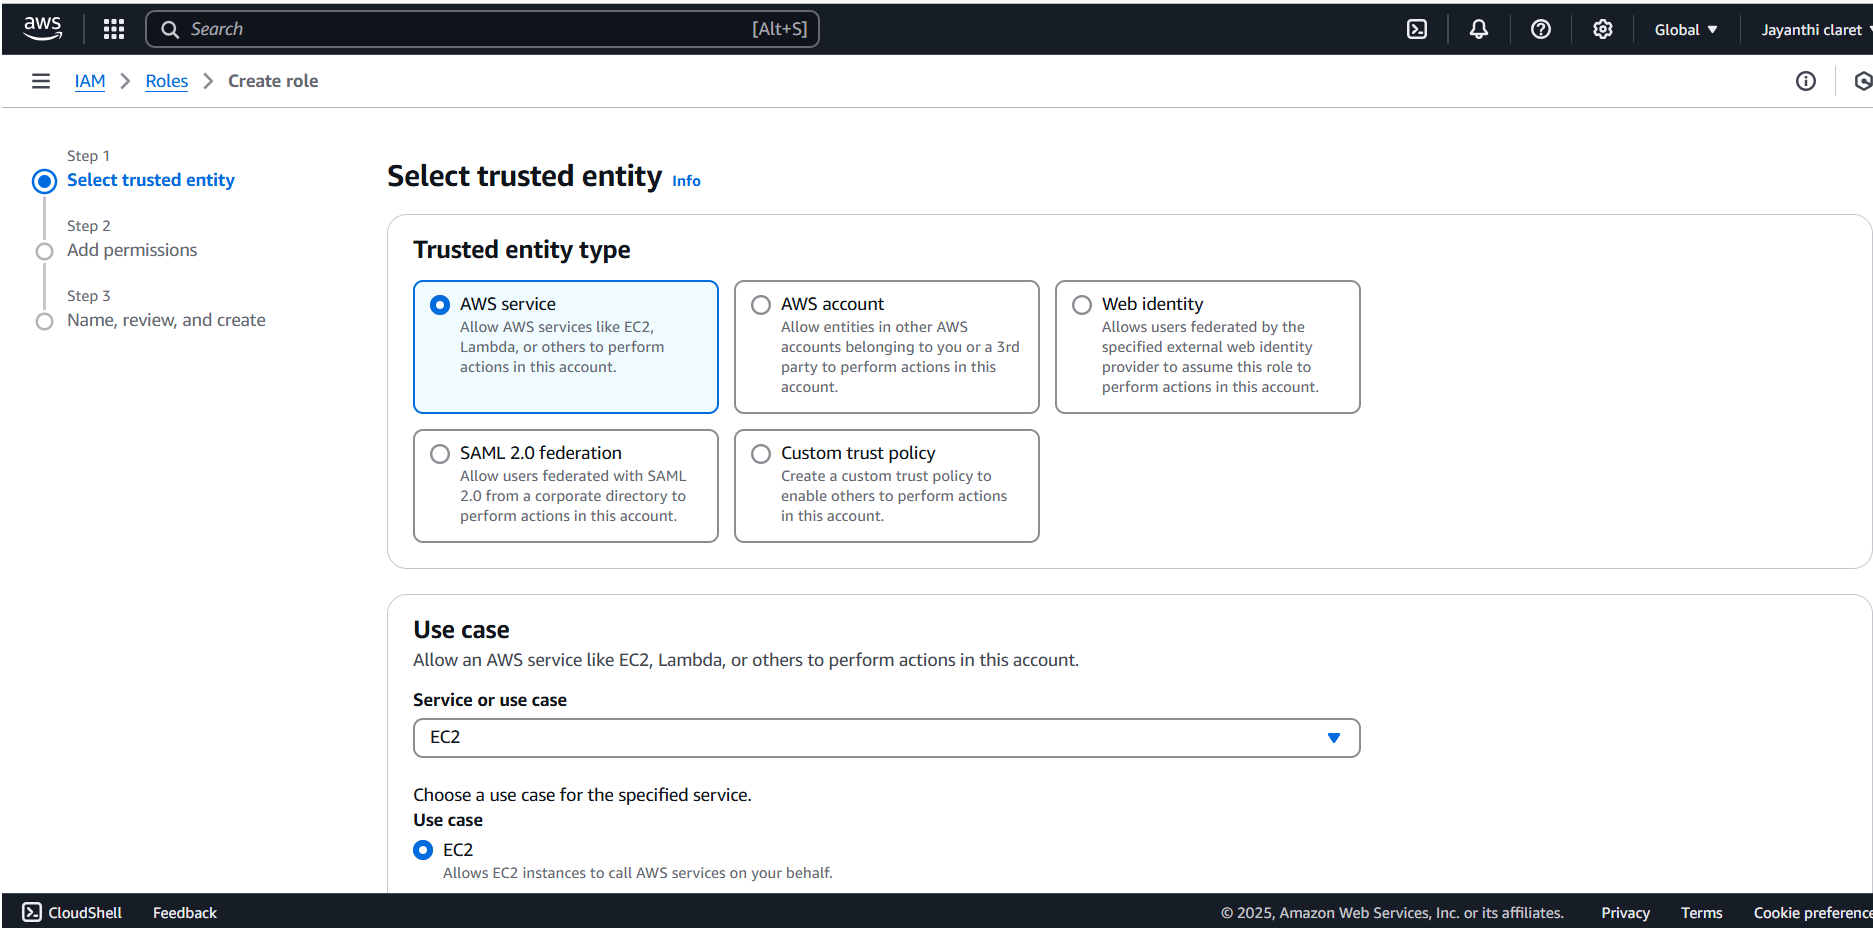 aws
Search [Alt+S]
Global
Jayanthi claret
IAM
Roles
Create role
Step 1
Select trusted entity
Step 2
Add permissions
Step 3
Name, review, and create
Select trusted entity Info
Trusted entity type
AWS service
Allow AWS services like EC2,
Lambda, or others to perform
actions in this account.
AWS account
Allow entities in other AWS
accounts belonging to you or a 3rd
party to perform actions in this
account.
Web identity
Allows users federated by the
specified external web identity
provider to assume this role to
perform actions in this account.
SAML 2.0 federation
Allow users federated with SAML
2.0 from a corporate directory to
perform actions in this account.
Custom trust policy
Create a custom trust policy to
enable others to perform actions
in this account.
Use case
Allow an AWS service like EC2, Lambda, or others to perform actions in this account.
Service or use case
EC2
Choose a use case for the specified service.
Use case
EC2
Allows EC2 instances to call AWS services on your behalf.
CloudShell
Feedback
© 2025, Amazon Web Services, Inc. or its affiliates.
Privacy
Terms
Cookie preference